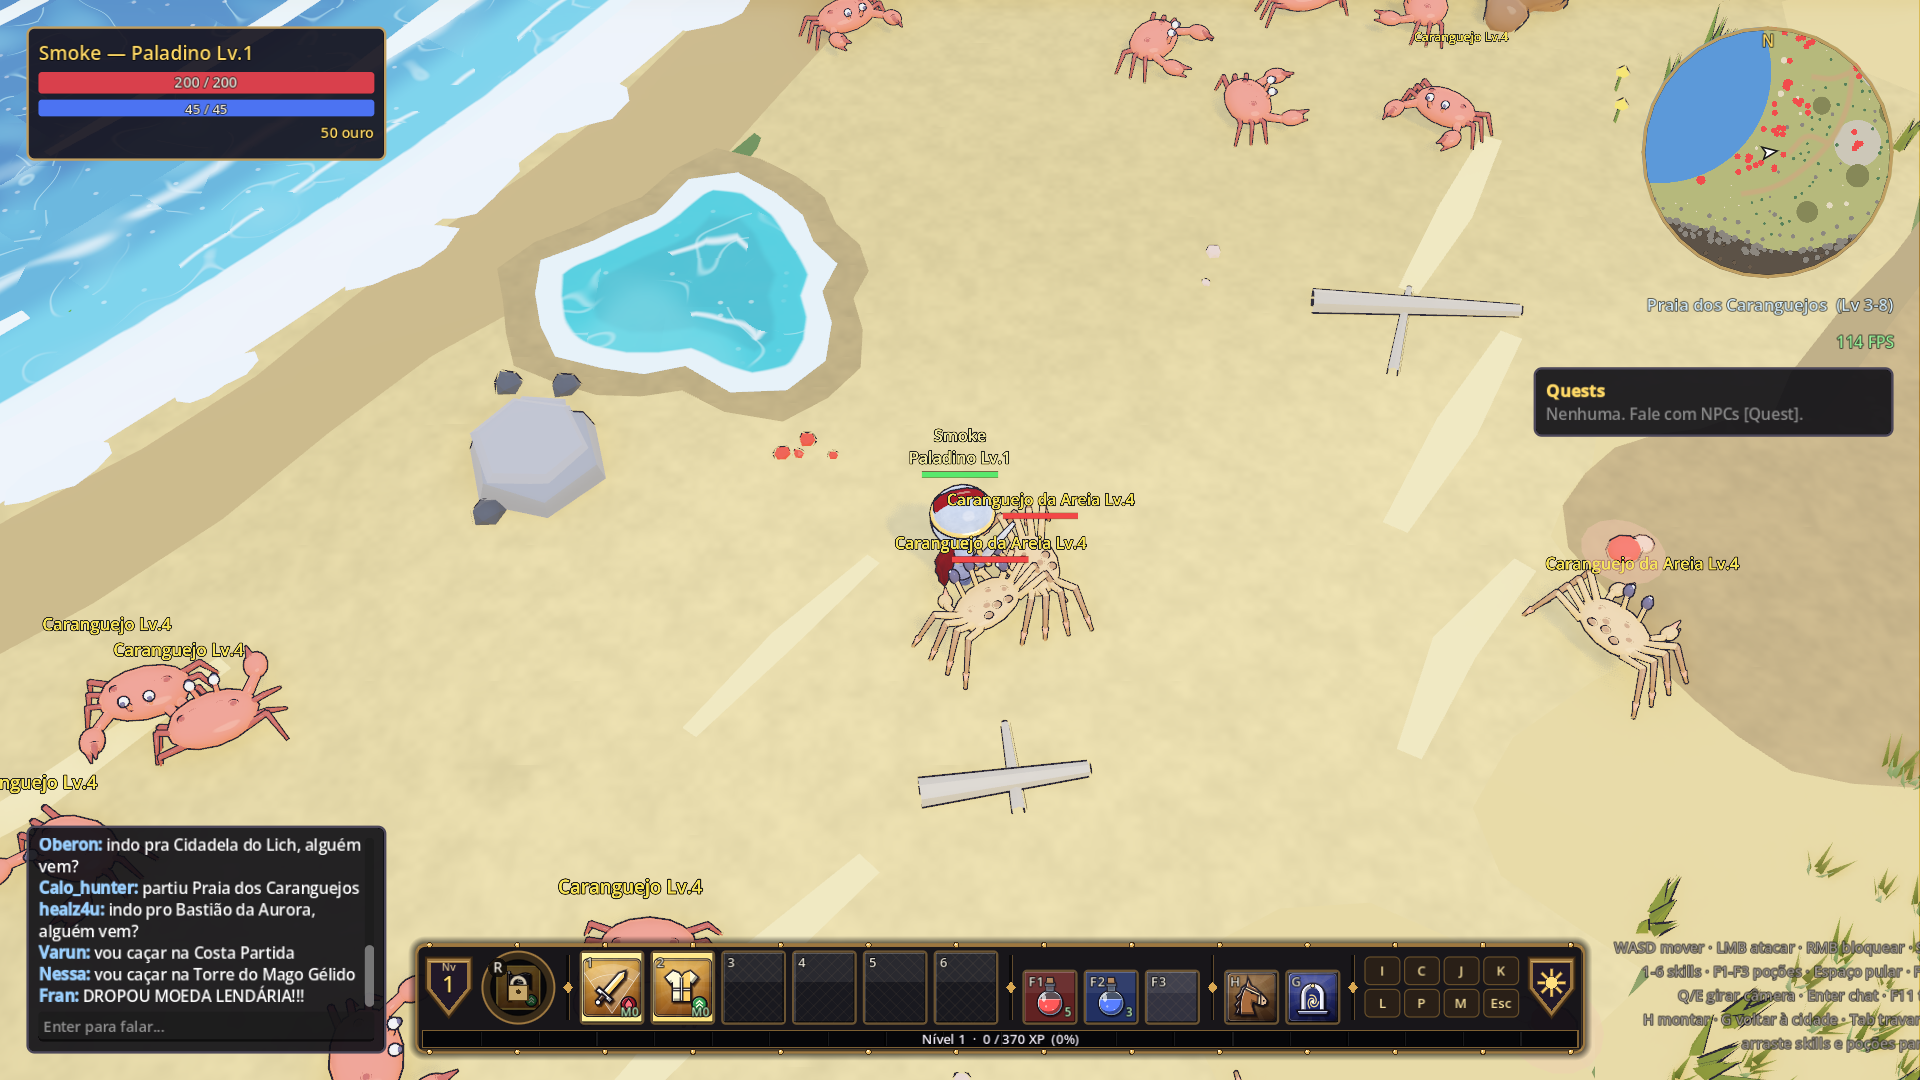 Smoke — Paladino Lv.1
200 / 200
45 / 45
50 ouro
Caranguejo Lv.4
N
Praia dos Caranguejos (Lv 3-8)
114 FPS
Quests
Nenhuma. Fale com NPCs [Quest].
Smoke
Paladino Lv.1
Caranguejo da Areia Lv.4
Caranguejo da Areia Lv.4
Caranguejo da Areia Lv.4
Caranguejo Lv.4
Caranguejo Lv.4
nguejo Lv.4
Caranguejo Lv.4
Oberon: indo pra Cidadela do Lich, alguém
vem?
Calo_hunter: partiu Praia dos Caranguejos
healz4u: indo pro Bastião da Aurora,
alguém vem?
Varun: vou caçar na Costa Partida
Nessa: vou caçar na Torre do Mago Gélido
Fran: DROPOU MOEDA LENDÁRIA!!!
Enter para falar...
Nv
1
R
1
M0
2
M0
3
4
5
6
F1
5
F2
3
F3
H
G
I
C
J
K
L
P
M
Esc
Nível 1 · 0 / 370 XP (0%)
WASD mover · LMB atacar · RMB bloquear ·
1-6 skills · F1-F3 poções · Espaço pular · F
Q/E girar câmera · Enter chat · F11
H montar · G voltar à cidade · Tab travar
arraste skills e poções par